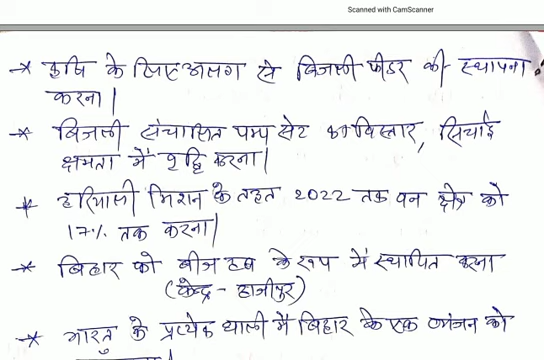 Scanned with CamScanner
* कृषि के लिए अलग से बिजली फीडर की स्थापना
करना।
* बिजली संचालित पम्प सेट का विस्तार, सिंचाई
क्षमता में वृद्धि करना।
* हरियाली मिशन के तहत 2022 तक वन क्षेत्र को
17% तक करना।
* बिहार को बीज हब के रूप में स्थापित करना
(केन्द्र - हाजीपुर)
* भारत के प्रत्येक थाली में बिहार के एक व्यंजन को